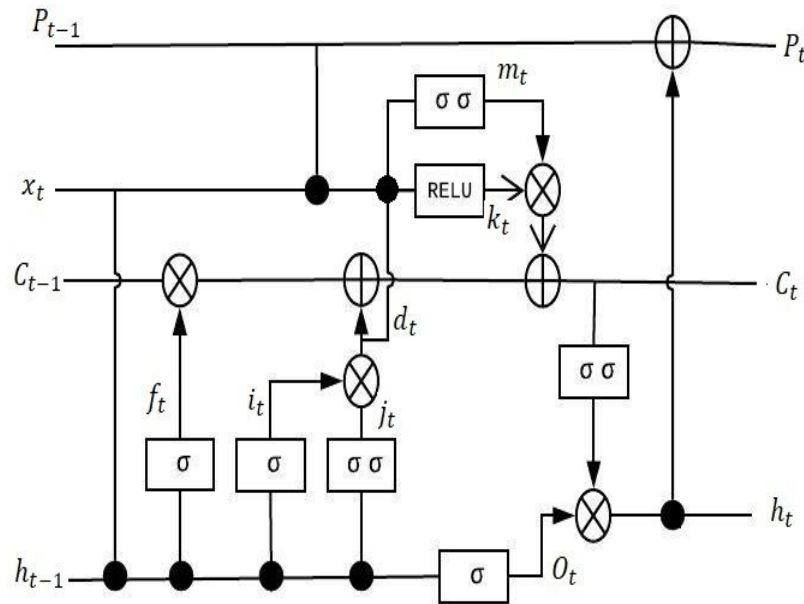 P_{t-1} P_t
σ σ m_t
x_t RELU k_t
C_{t-1} C_t
d_t
σ σ
f_t i_t j_t
σ σ σ σ
h_t
h_{t-1} σ O_t